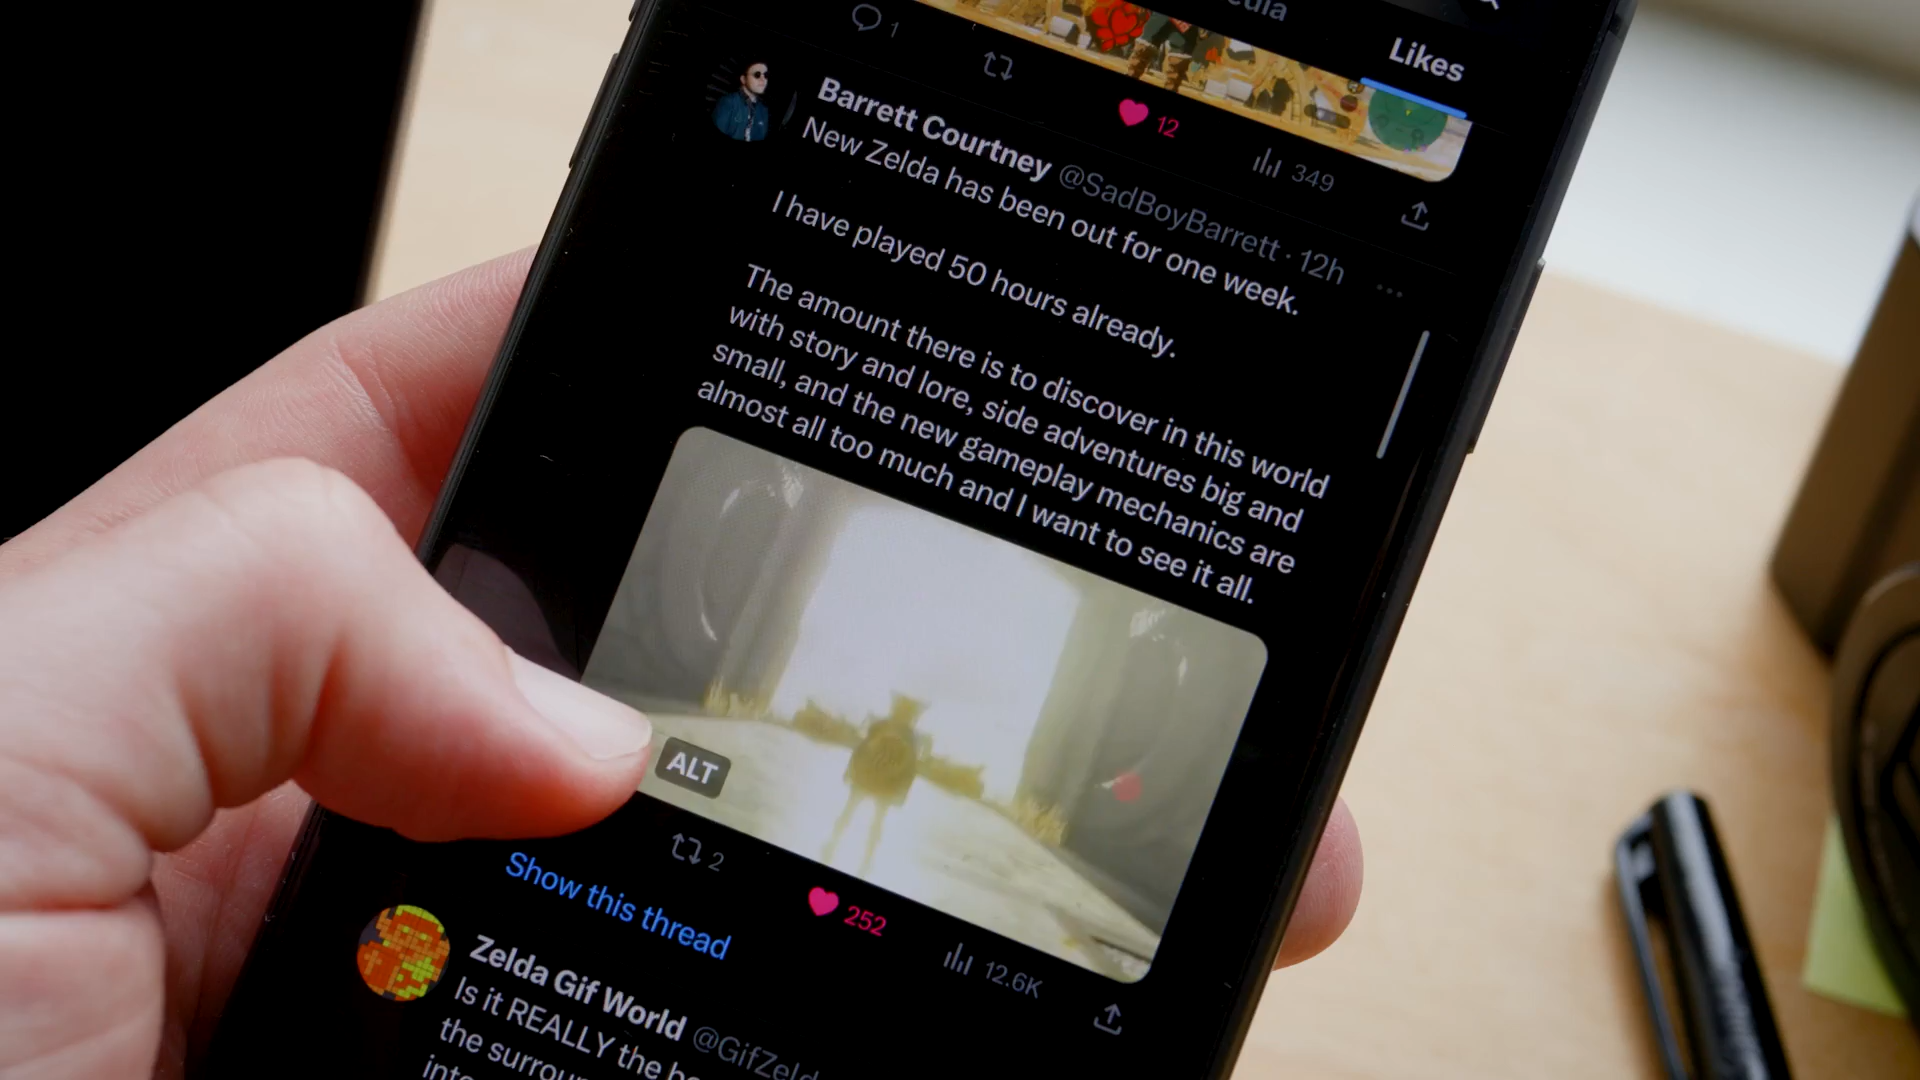 edia
Likes
1
12
349
Barrett Courtney @SadBoyBarrett · 12h
New Zelda has been out for one week.
I have played 50 hours already.
The amount there is to discover in this world
with story and lore, side adventures big and
small, and the new gameplay mechanics are
almost all too much and I want to see it all.
ALT
2
252
12.6K
Show this thread
Zelda Gif World @GifZeld
Is it REALLY the
the surrou